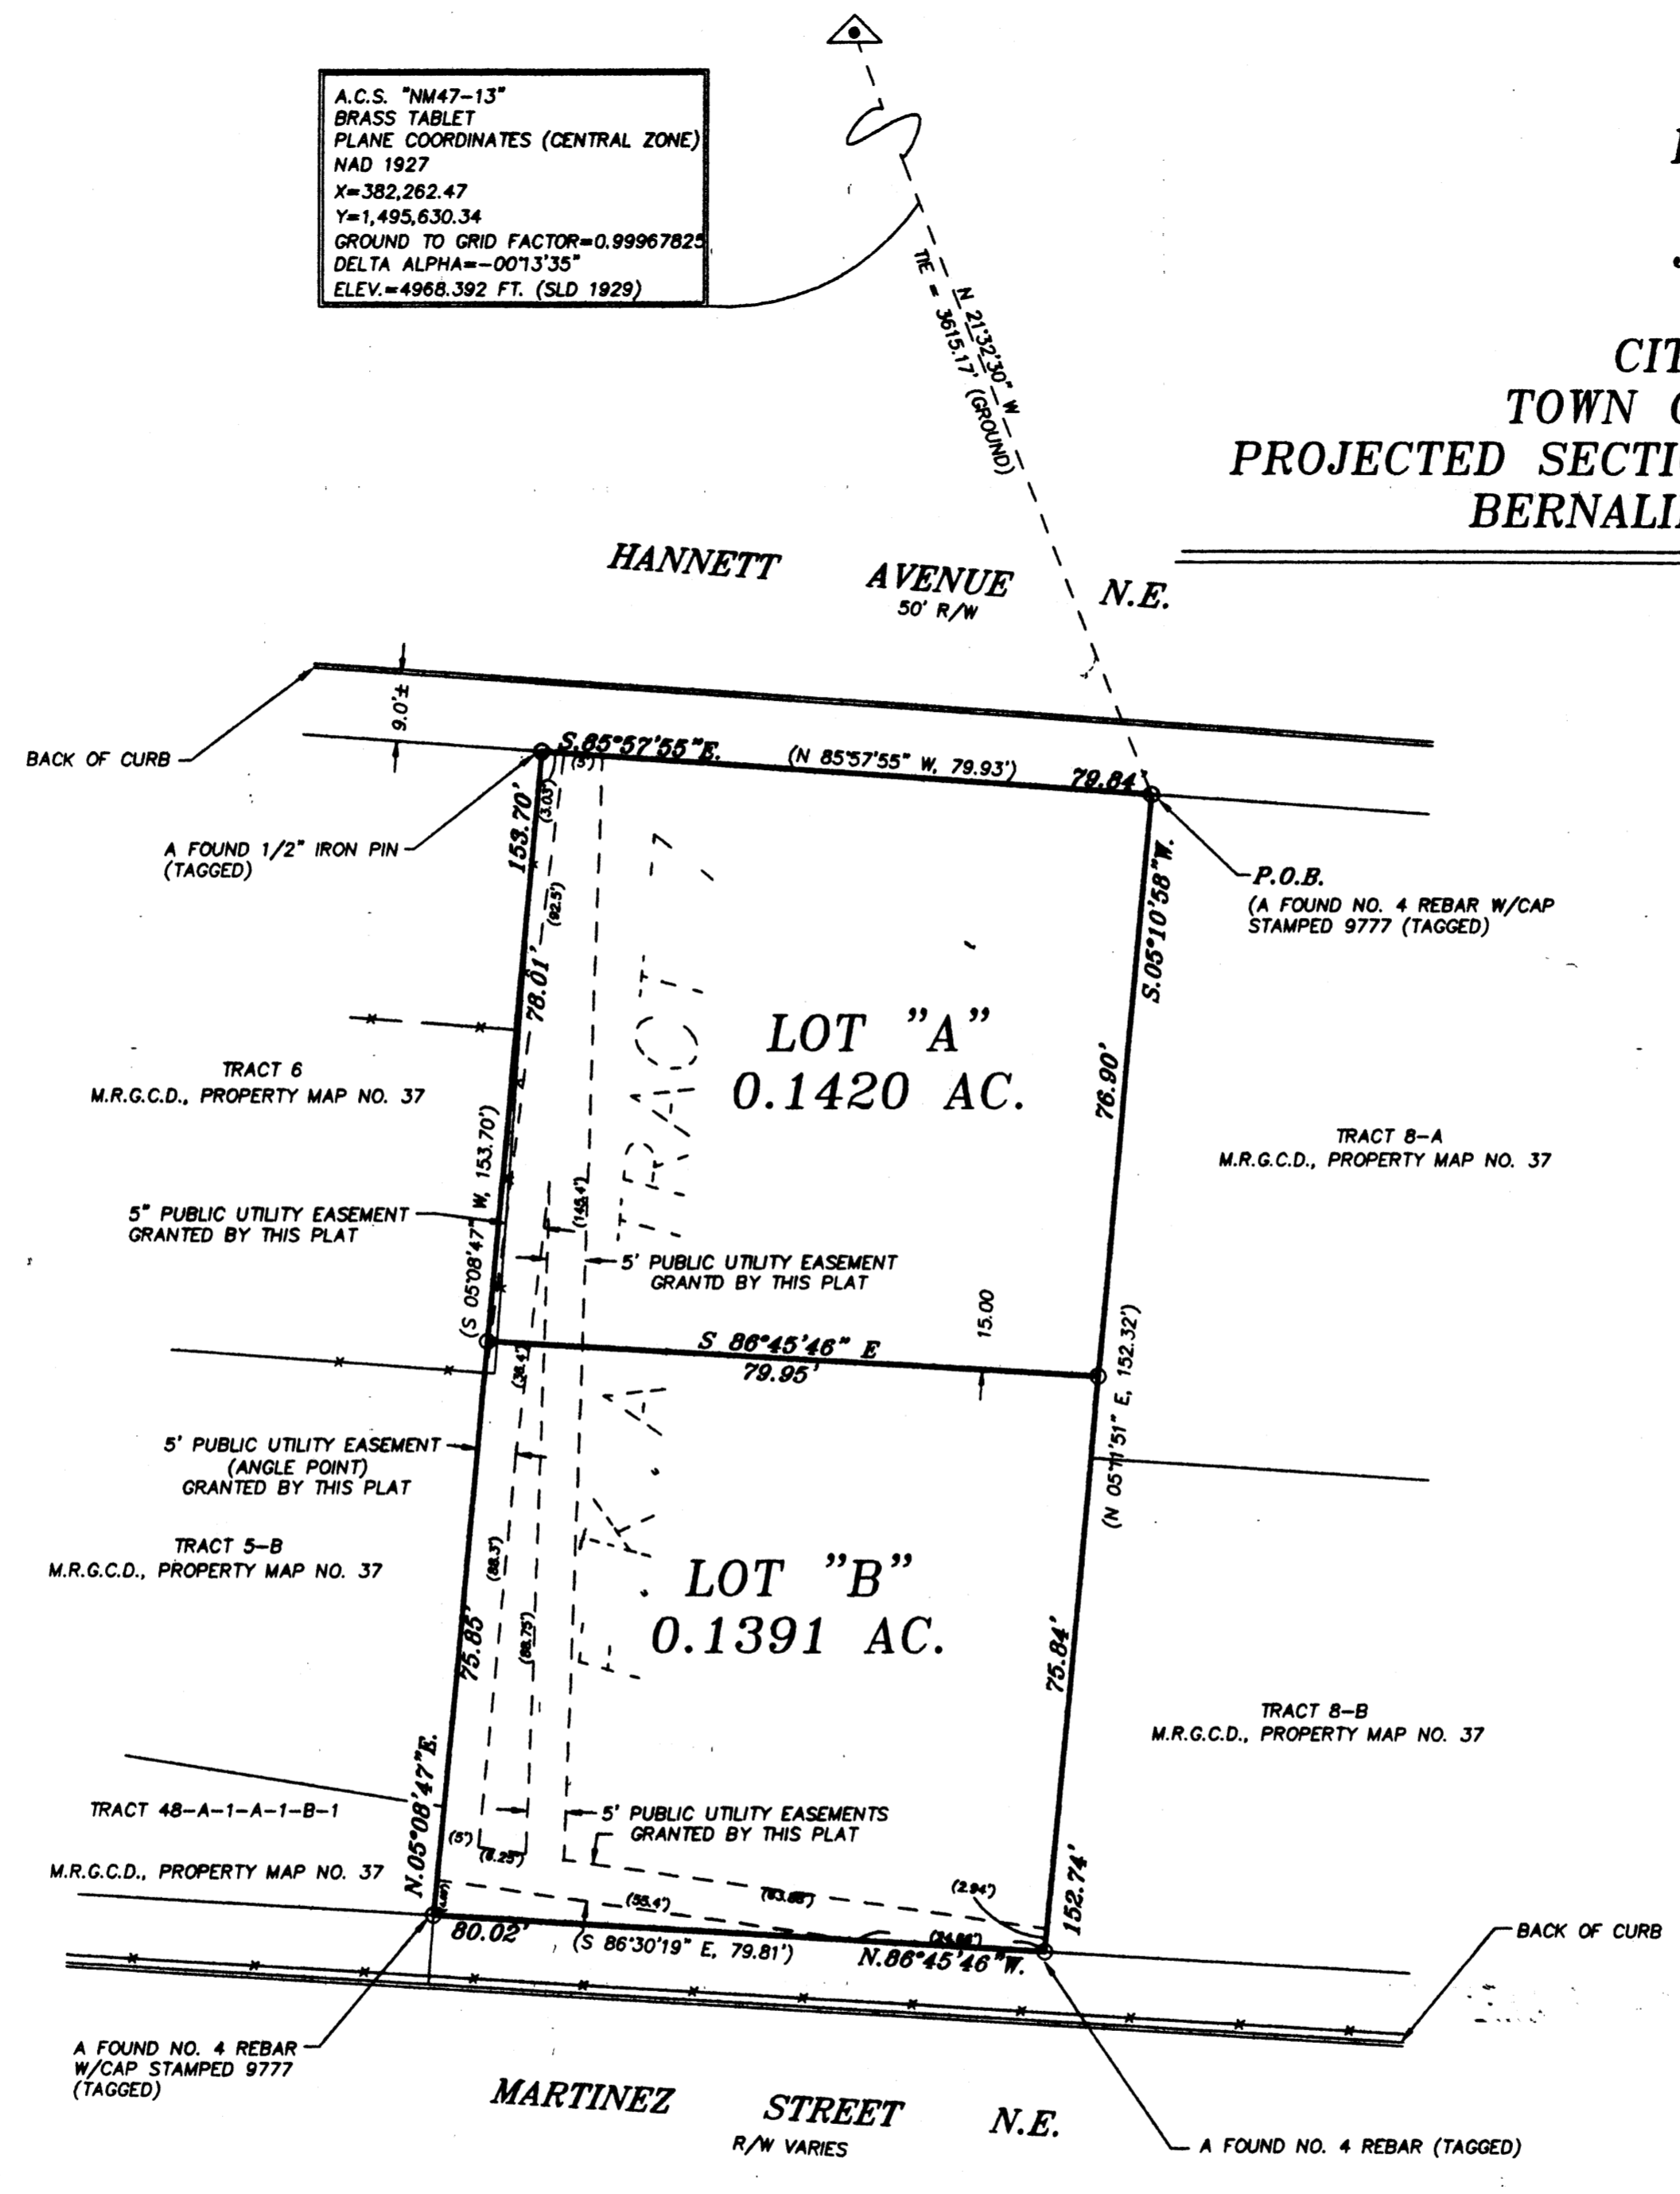 A.C.S. "NM47-13"
BRASS TABLET
PLANE COORDINATES (CENTRAL ZONE)
NAD 1927
X=382,262.47
Y=1,495,630.34
GROUND TO GRID FACTOR=0.99967825
DELTA ALPHA=-00°13'35"
ELEV.=4968.392 FT. (SLD 1929)
N 21°32'30" W
TIE = 3615.17' (GROUND)
CIT
TOWN
PROJECTED SECTI
BERNALI
HANNETT AVENUE N.E.
50' R/W
9.0'±
BACK OF CURB
S.85°57'55"E.
(N 85°57'55" W, 79.93')
79.84'
(5')
(3.03')
153.70'
A FOUND 1/2" IRON PIN
(TAGGED)
P.O.B.
(A FOUND NO. 4 REBAR W/CAP
STAMPED 9777 (TAGGED)
S.05°10'58"W.
(92.5')
78.01'
LOT "A"
0.1420 AC.
76.90'
TRACT 6
M.R.G.C.D., PROPERTY MAP NO. 37
TRACT 8-A
M.R.G.C.D., PROPERTY MAP NO. 37
(S 05°08'47" W, 153.70')
5" PUBLIC UTILITY EASEMENT
GRANTED BY THIS PLAT
5' PUBLIC UTILITY EASEMENT
GRANTD BY THIS PLAT
F.K.A. TRACT 7
15.00
S 86°45'46" E
79.95'
(N 05°11'51" E, 152.32')
5' PUBLIC UTILITY EASEMENT
(ANGLE POINT)
GRANTED BY THIS PLAT
TRACT 5-B
M.R.G.C.D., PROPERTY MAP NO. 37
(88.3')
(88.75')
LOT "B"
0.1391 AC.
75.85'
75.84'
TRACT 8-B
M.R.G.C.D., PROPERTY MAP NO. 37
N.05°08'47"E.
TRACT 48-A-1-A-1-B-1
M.R.G.C.D., PROPERTY MAP NO. 37
5' PUBLIC UTILITY EASEMENTS
GRANTED BY THIS PLAT
(5')
(6.25')
(55.4')
(2.94')
152.74'
80.02'
(S 86°30'19" E, 79.81')
N.86°45'46"W.
BACK OF CURB
A FOUND NO. 4 REBAR
W/CAP STAMPED 9777
(TAGGED)
MARTINEZ STREET N.E.
R/W VARIES
A FOUND NO. 4 REBAR (TAGGED)